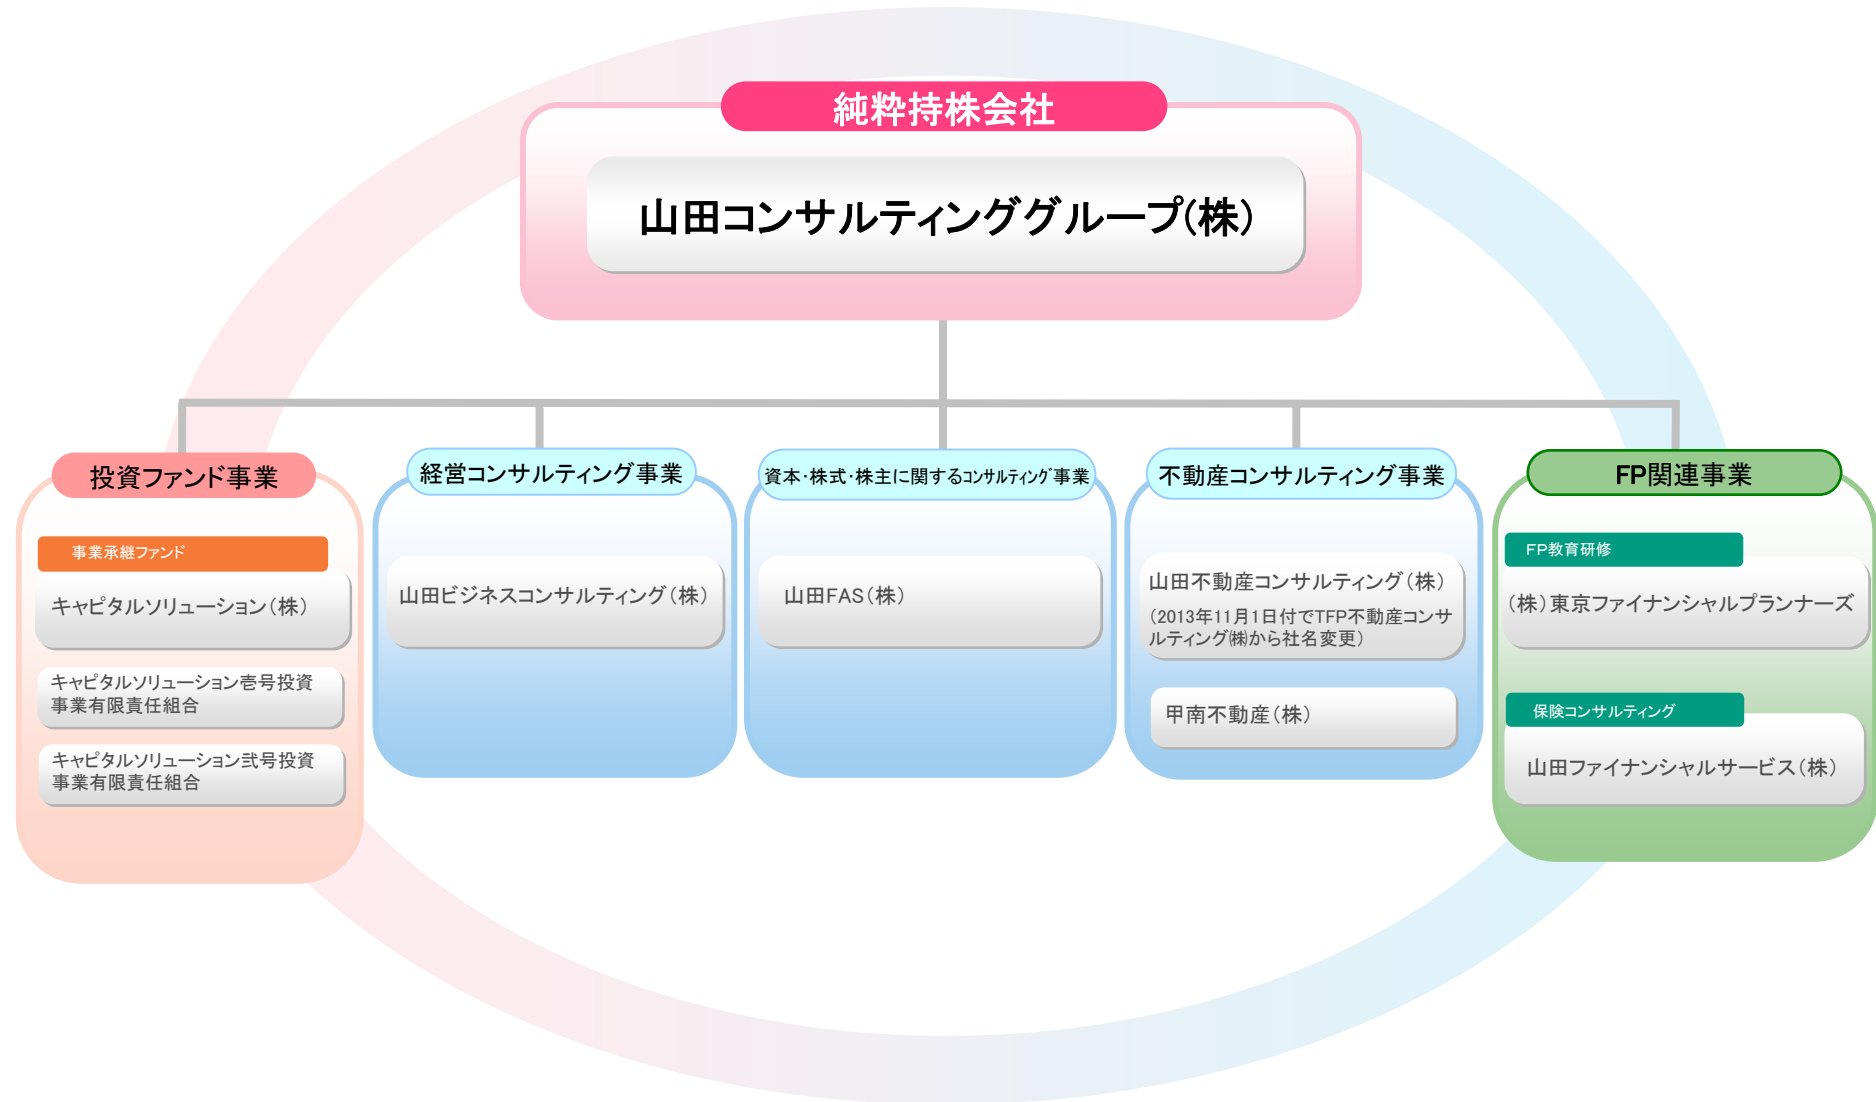 純粋持株会社
山田コンサルティンググループ(株)
投資ファンド事業
事業承継ファンド
キャピタルソリューション(株)
キャピタルソリューション壱号投資
事業有限責任組合
キャピタルソリューション弐号投資
事業有限責任組合
経営コンサルティング事業
山田ビジネスコンサルティング(株)
資本・株式・株主に関するコンサルティング事業
山田FAS(株)
不動産コンサルティング事業
山田不動産コンサルティング(株)
(2013年11月1日付でTFP不動産コンサ
ルティング㈱から社名変更)
甲南不動産(株)
FP関連事業
FP教育研修
(株)東京ファイナンシャルプランナーズ
保険コンサルティング
山田ファイナンシャルサービス(株)